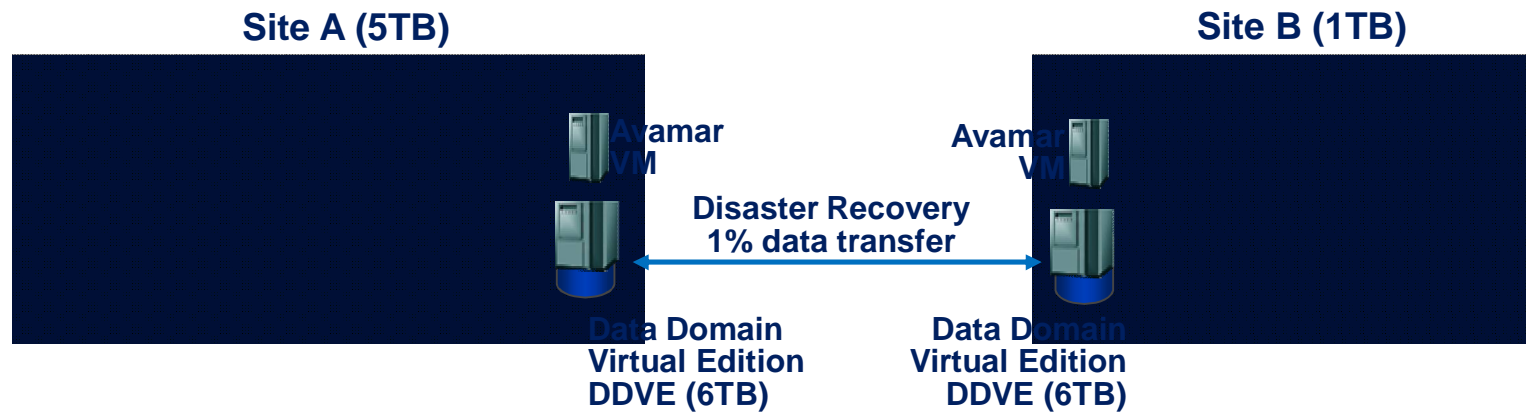 Site A (5TB)
Site B (1TB)
Avamar
VM
Avamar
VM
Disaster Recovery
1% data transfer
Data Domain
Virtual Edition
DDVE (6TB)
Data Domain
Virtual Edition
DDVE (6TB)